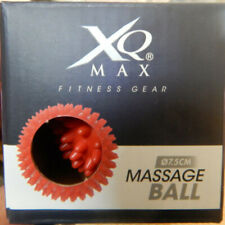 XQ®
MAX
FITNESS GEAR
Ø7.5CM
MASSAGE
BALL